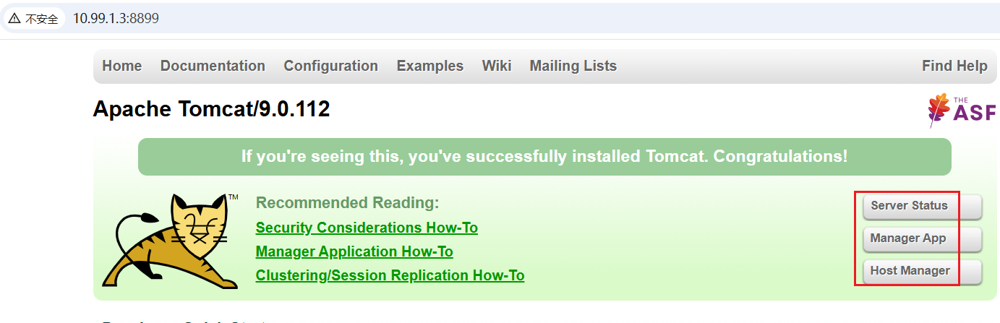 不安全 10.99.1.3:8899
Home Documentation Configuration Examples Wiki Mailing Lists Find Help
Apache Tomcat/9.0.112
THE
ASF
If you're seeing this, you've successfully installed Tomcat. Congratulations!
TM
Recommended Reading:
Security Considerations How-To
Manager Application How-To
Clustering/Session Replication How-To
Server Status
Manager App
Host Manager